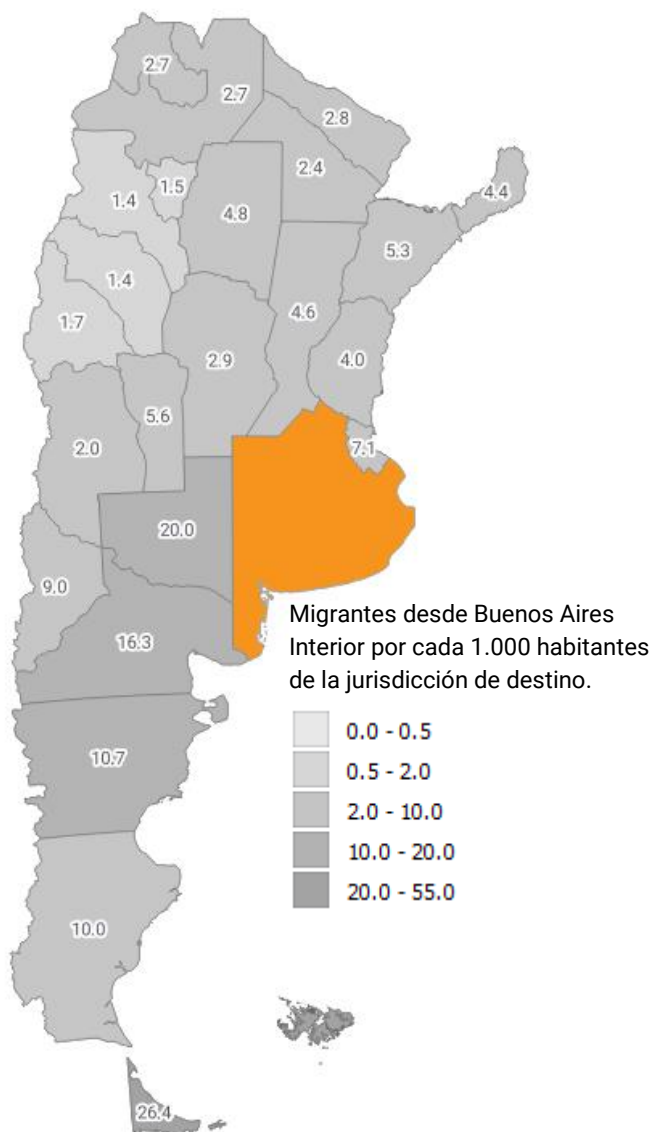 2.7
2.7
2.8
2.4
4.4
1.4
1.5
4.8
5.3
1.4
4.6
1.7
2.9
4.0
5.6
2.0
7.1
20.0
9.0
16.3
Migrantes desde Buenos Aires
Interior por cada 1.000 habitantes
de la jurisdicción de destino.
0.0 - 0.5
0.5 - 2.0
2.0 - 10.0
10.0 - 20.0
20.0 - 55.0
10.7
10.0
26.4